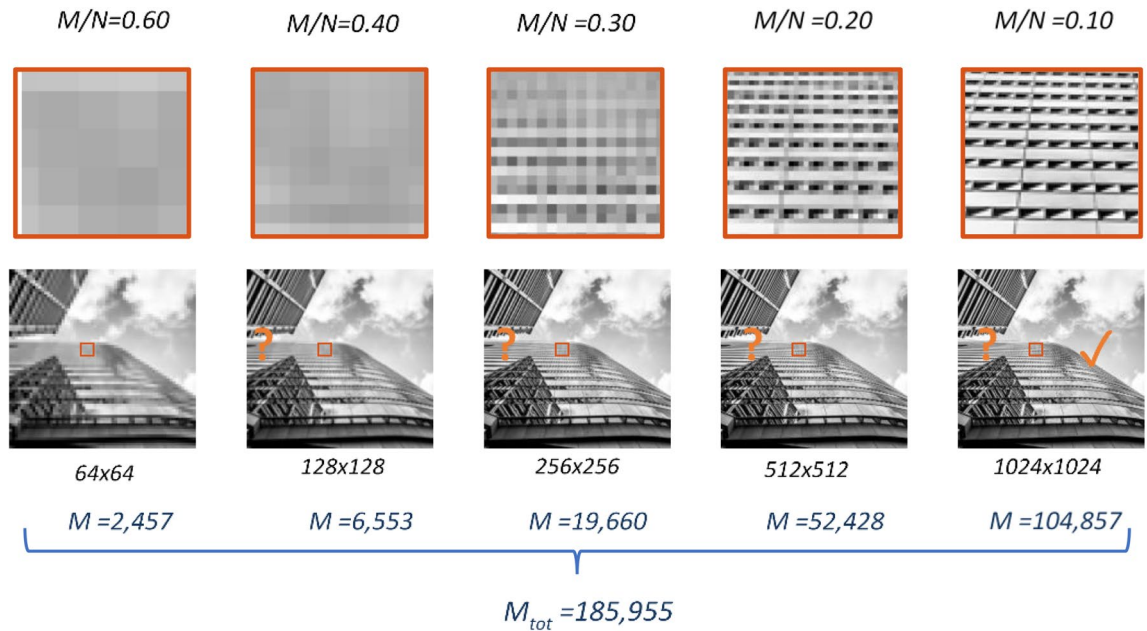 M/N=0.60 M/N=0.40 M/N=0.30 M/N=0.20 M/N=0.10
? ? ? ?
64x64 128x128 256x256 512x512 1024x1024
M =2,457 M =6,553 M =19,660 M =52,428 M =104,857
Mtot =185,955